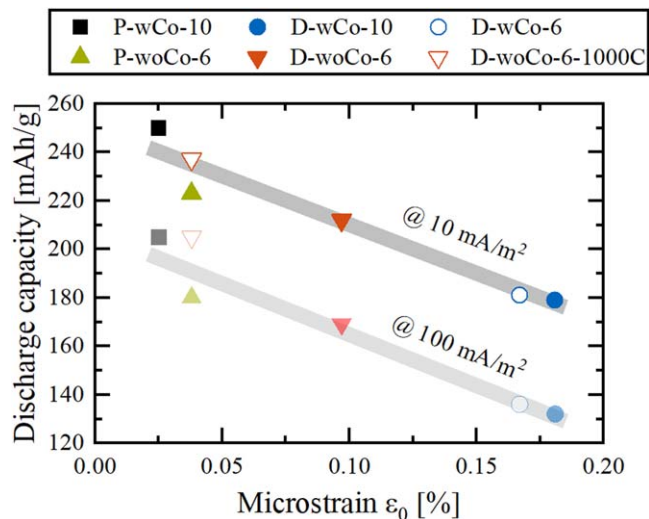 P-wCo-10 D-wCo-10 D-wCo-6
P-woCo-6 D-woCo-6 D-woCo-6-1000C
260
240
220
200
180
160
140
120
Discharge capacity [mAh/g]
@ 10 mA/m²
@ 100 mA/m²
0.00 0.05 0.10 0.15 0.20
Microstrain ε₀ [%]